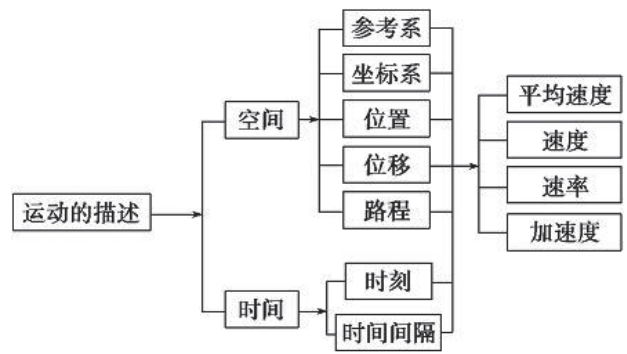 参考系
坐标系
空间
位置
位移
路程
运动的描述
时间
时刻
时间间隔
平均速度
速度
速率
加速度